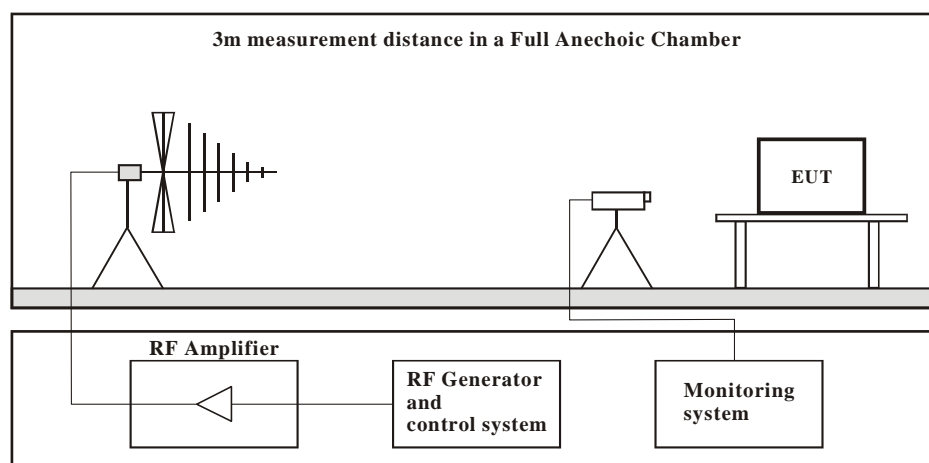 3m measurement distance in a Full Anechoic Chamber
EUT
RF Amplifier
RF Generator
and
control system
Monitoring
system